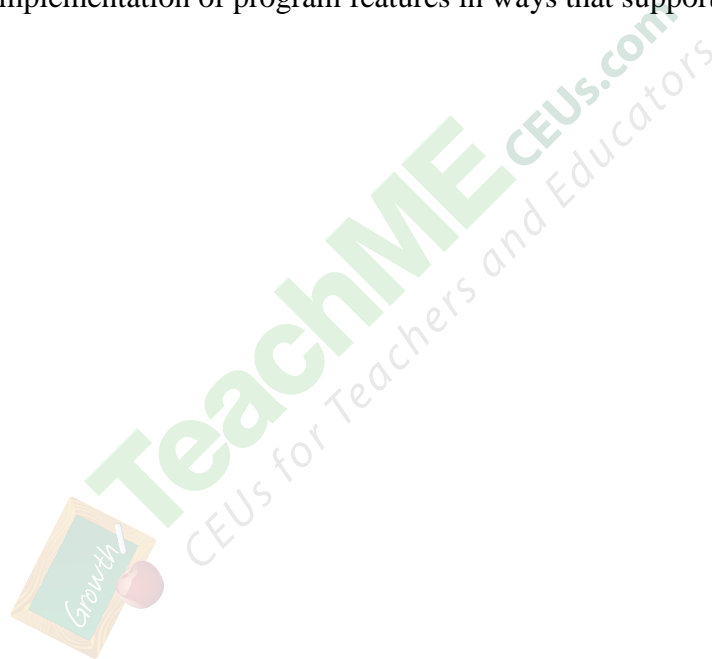 implementation of program features in ways that support
TeachME CEUs.com
CEUs for Teachers and Educators
Growth